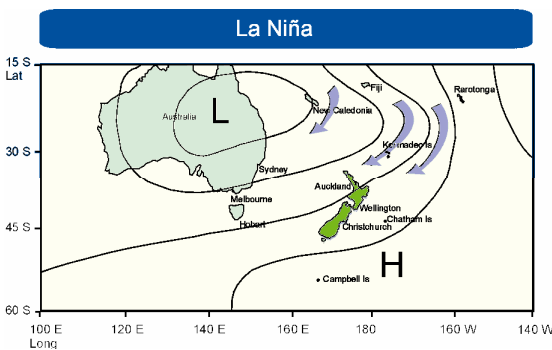 La Niña
15 S
Lat
Fiji
Rarotonga
L
New Caledonia
Australia
Kermadec Is
30 S
Sydney
Auckland
Melbourne
Wellington
Chatham Is
45 S
Hobart
Christchurch
H
Campbell Is
60 S
100 E
120 E
140 E
160 E
180
160 W
140 W
Long